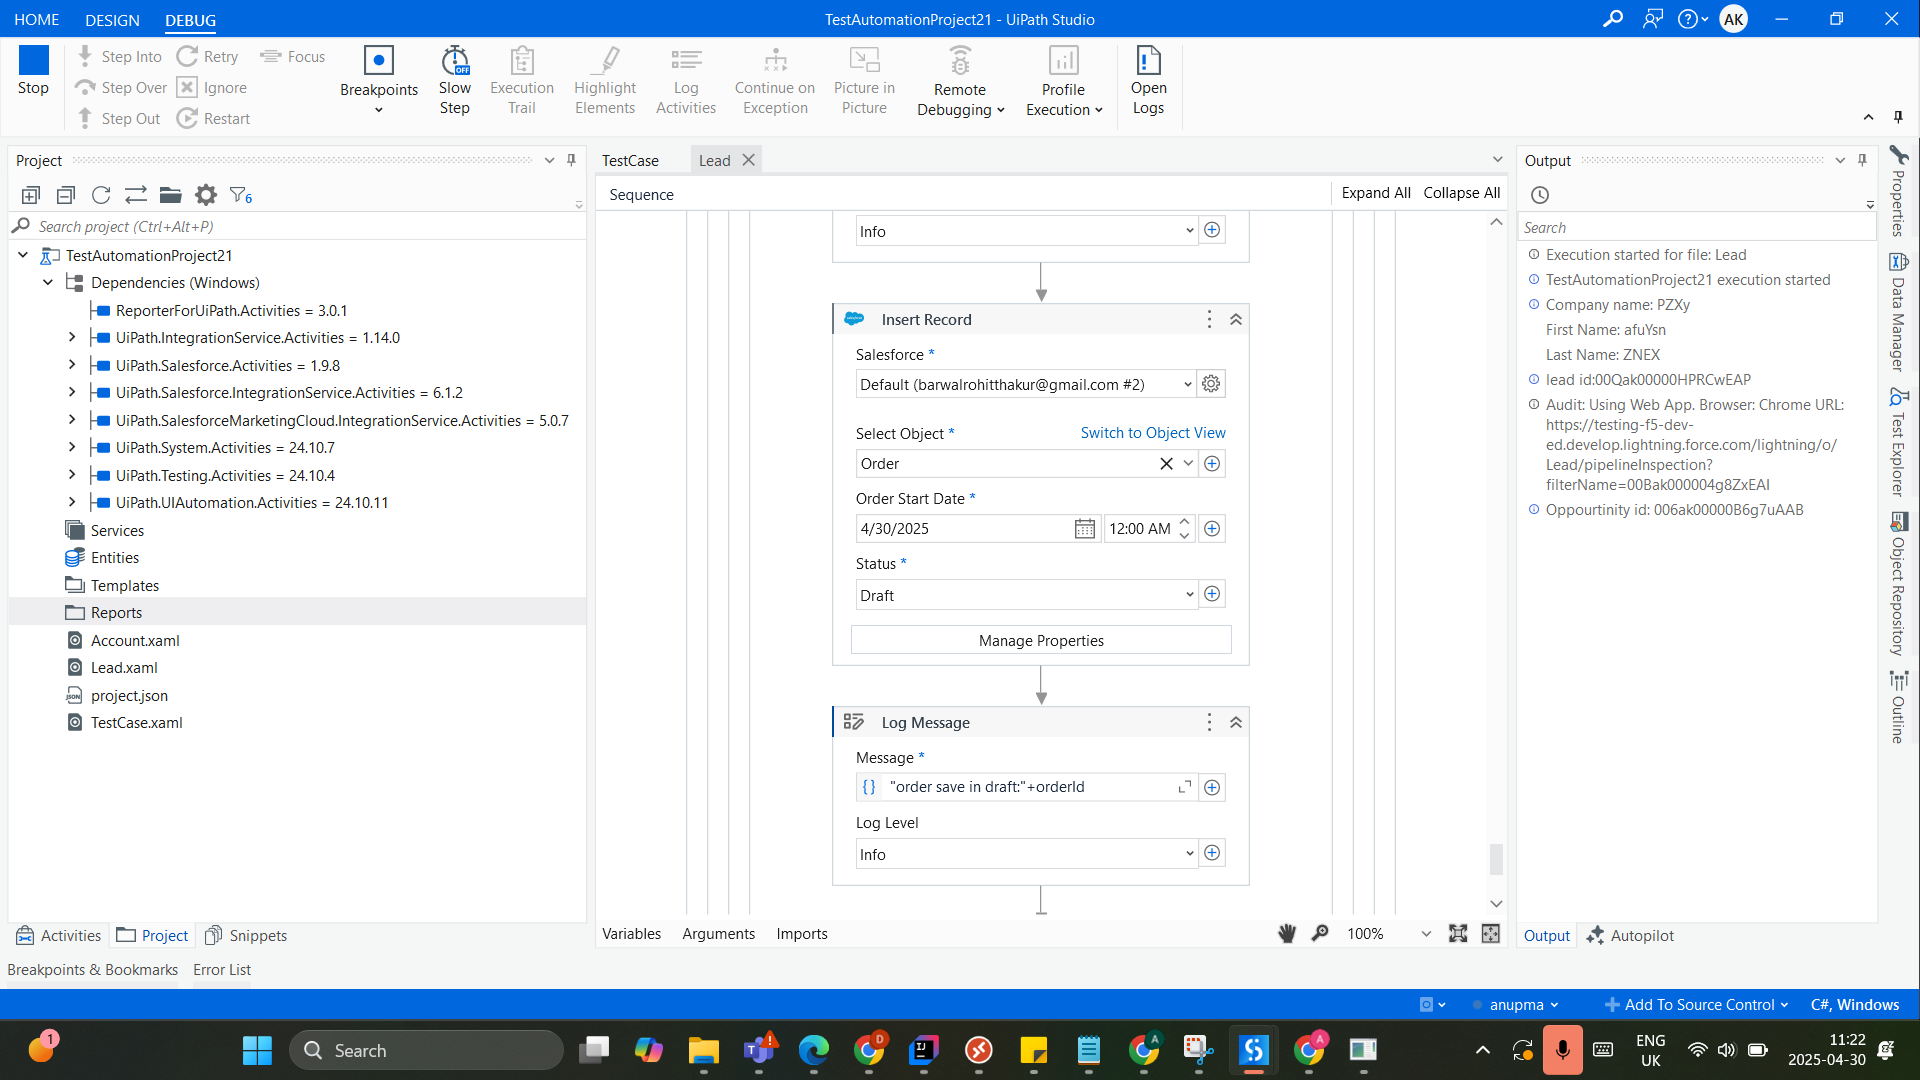 HOME
DESIGN
DEBUG
TestAutomationProject21 - UiPath Studio
AK
Stop
Step Into
Step Over
Step Out
Retry
Ignore
Restart
Focus
Breakpoints
OFF
Slow
Step
Execution
Trail
Highlight
Elements
Log
Activities
Continue on
Exception
Picture in
Picture
Remote
Debugging
Profile
Execution
Open
Logs
Project
6
Search project (Ctrl+Alt+P)
TestAutomationProject21
Dependencies (Windows)
ReporterForUiPath.Activities = 3.0.1
UiPath.IntegrationService.Activities = 1.14.0
UiPath.Salesforce.Activities = 1.9.8
UiPath.Salesforce.IntegrationService.Activities = 6.1.2
UiPath.SalesforceMarketingCloud.IntegrationService.Activities = 5.0.7
UiPath.System.Activities = 24.10.7
UiPath.Testing.Activities = 24.10.4
UiPath.UIAutomation.Activities = 24.10.11
Services
Entities
Templates
Reports
Account.xaml
Lead.xaml
project.json
TestCase.xaml
Activities
Project
Snippets
Breakpoints & Bookmarks
Error List
TestCase
Lead
Sequence
Expand All
Collapse All
Info
Insert Record
Salesforce *
Default (barwalrohitthakur@gmail.com #2)
Select Object *
Switch to Object View
Order
Order Start Date *
4/30/2025
12:00 AM
Status *
Draft
Manage Properties
Log Message
Message *
{} "order save in draft:"+orderId
Log Level
Info
Variables
Arguments
Imports
100%
Output
Search
Execution started for file: Lead
TestAutomationProject21 execution started
Company name: PZXy
First Name: afuYsn
Last Name: ZNEX
lead id:00Qak00000HPRCwEAP
Audit: Using Web App. Browser: Chrome URL:
https://testing-f5-dev-
ed.develop.lightning.force.com/lightning/o/
Lead/pipelineInspection?
filterName=00Bak000004g8ZxEAI
Oppourtinity id: 006ak00000B6g7uAAB
Output
Autopilot
Properties
Data Manager
Test Explorer
Object Repository
Outline
anupma
Add To Source Control
C#, Windows
1
Search
D
A
A
ENG
UK
11:22
2025-04-30